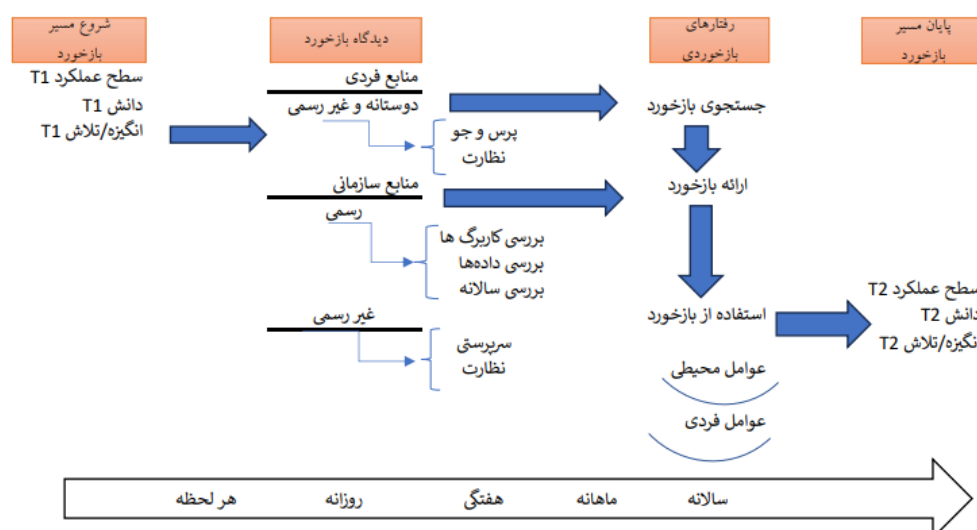 شروع مسیر
بازخورد
سطح عملکرد T1
دانش T1
انگیزه/تلاش T1
دیدگاه بازخورد
منابع فردی
دوستانه و غیر رسمی
پرس و جو
نظارت
منابع سازمانی
رسمی
بررسی کاربرگ ها
بررسی داده‌ها
بررسی سالانه
غیر رسمی
سرپرستی
نظارت
رفتارهای
بازخوردی
جستجوی بازخورد
ارائه بازخورد
استفاده از بازخورد
عوامل محیطی
عوامل فردی
پایان مسیر
بازخورد
سطح عملکرد T2
دانش T2
انگیزه/تلاش T2
هر لحظه
روزانه
هفتگی
ماهانه
سالانه